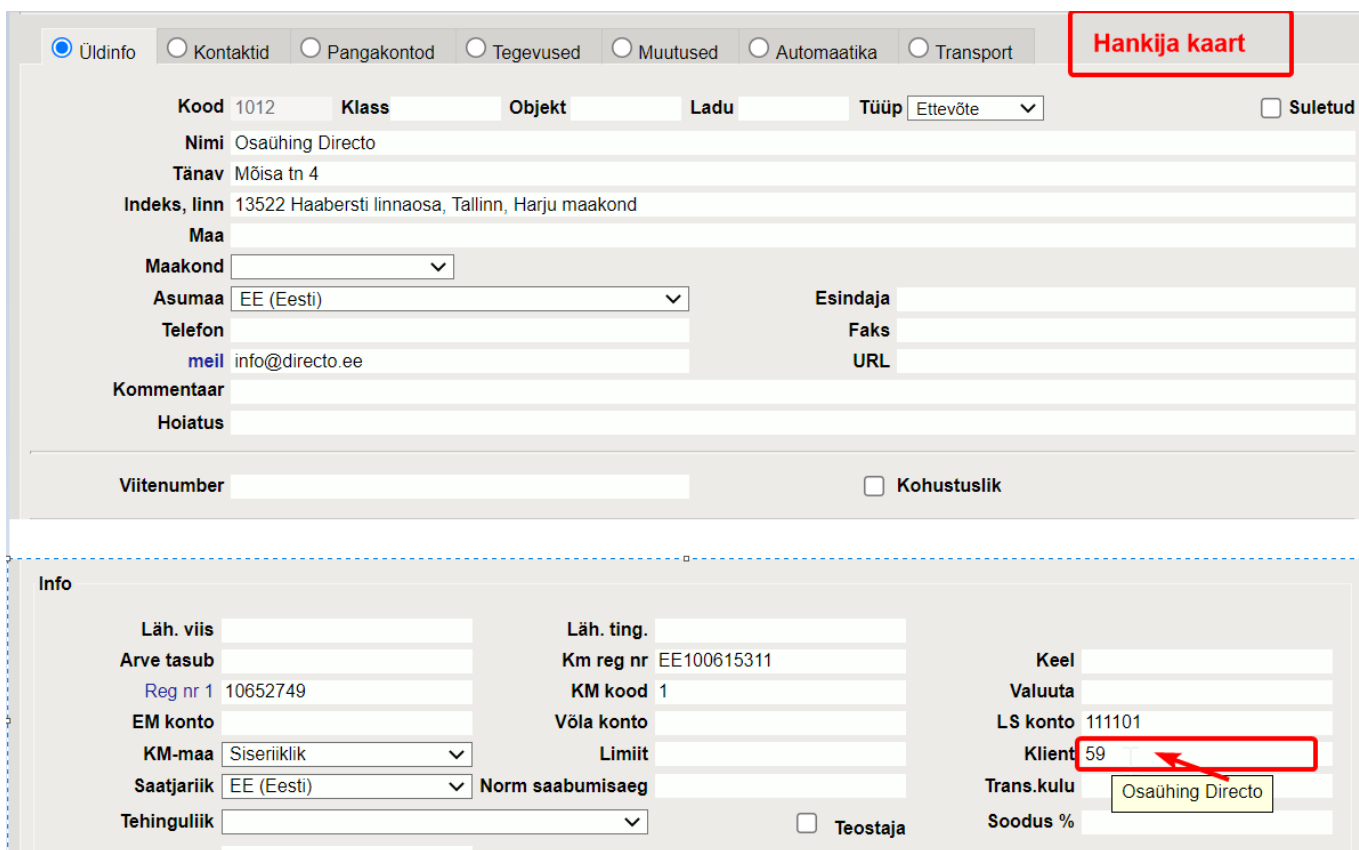 Üldinfo Kontaktid Pangakontod Tegevused Muutused Automaatika Transport Hankija kaart
Kood 1012 Klass Objekt Ladu Tüüp Ettevõte Suletud
Nimi Osaühing Directo
Tänav Mõisa tn 4
Indeks, linn 13522 Haabersti linnaosa, Tallinn, Harju maakond
Maa
Maakond
Asumaa EE (Eesti) Esindaja
Telefon Faks
meil info@directo.ee URL
Kommentaar
Hoiatus
Viitenumber Kohustuslik
Info
Läh. viis Läh. ting.
Arve tasub Km reg nr EE100615311 Keel
Reg nr 1 10652749 KM kood 1 Valuuta
EM konto Võla konto LS konto 111101
KM-maa Siseriiklik Limiit Klient 59
Saatjariik EE (Eesti) Norm saabumisaeg Trans.kulu Osaühing Directo
Tehinguliik Teostaja Soodus %